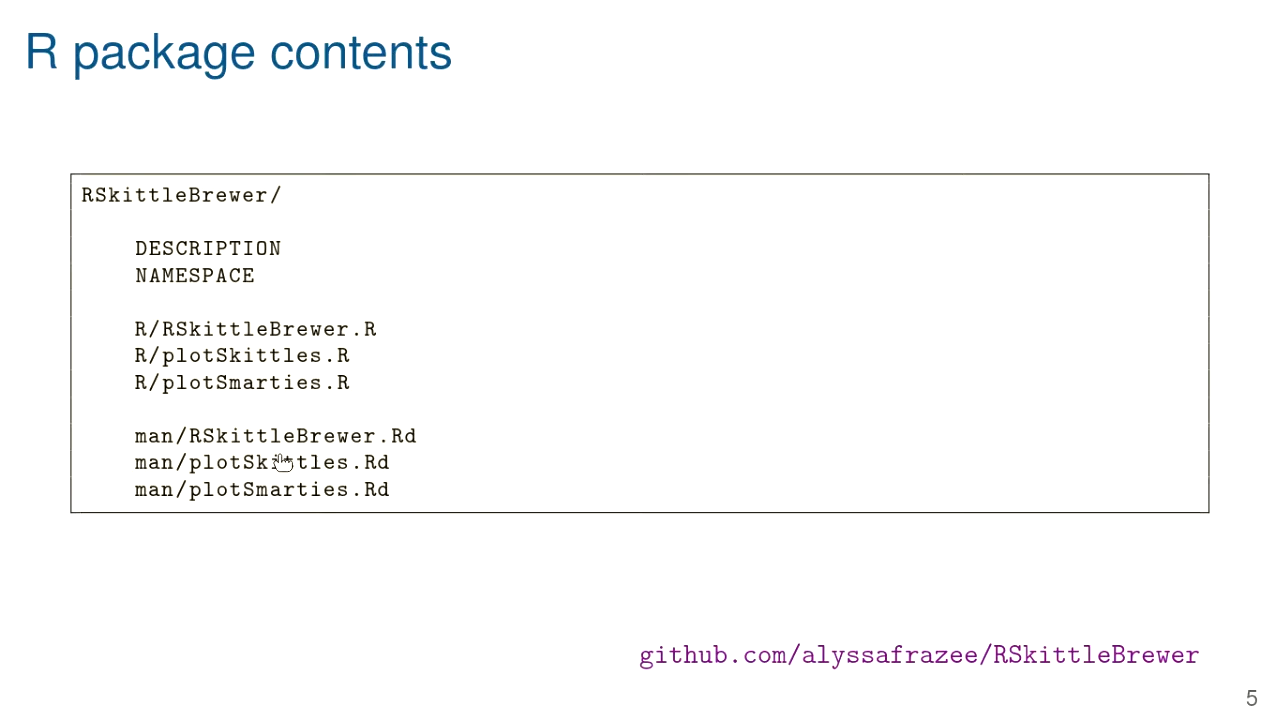 R package contents
RSkittleBrewer/
DESCRIPTION
NAMESPACE
R/RSkittleBrewer.R
R/plotSkittles.R
R/plotSmarties.R
man/RSkittleBrewer.Rd
man/plotSkittles.Rd
man/plotSmarties.Rd
github.com/alyssafrazee/RSkittleBrewer
5